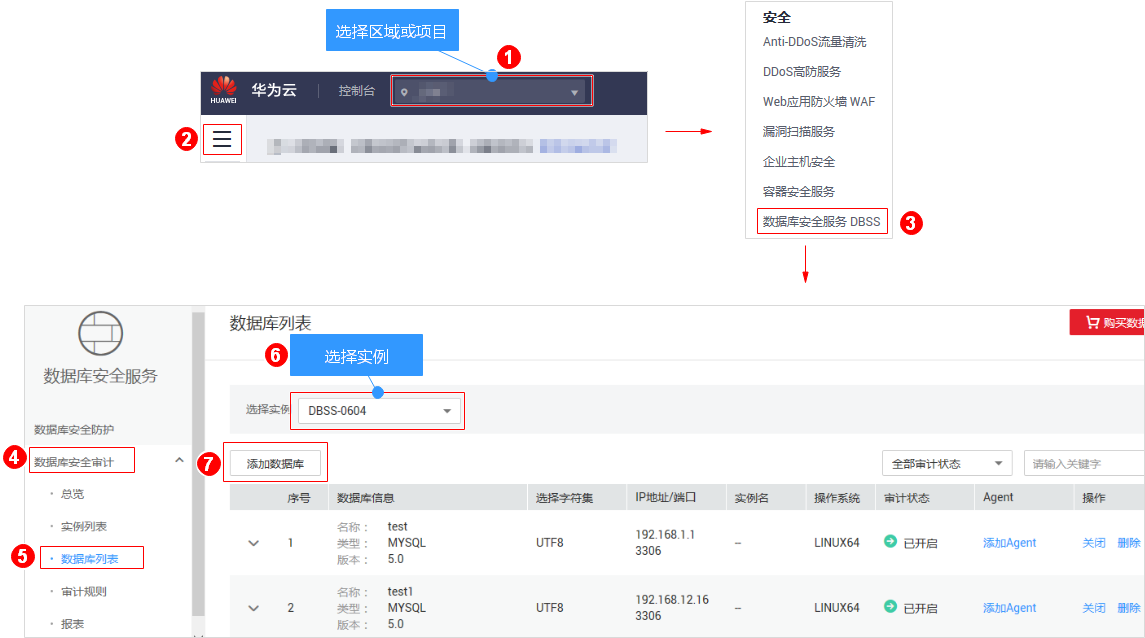 选择区域或项目
1
HUAWEI
华为云
控制台
2
安全
Anti-DDoS流量清洗
DDoS高防服务
Web应用防火墙 WAF
漏洞扫描服务
企业主机安全
容器安全服务
数据库安全服务 DBSS
3
数据库安全服务
数据库安全防护
4
数据库安全审计
· 总览
· 实例列表
5
· 数据库列表
· 审计规则
· 报表
数据库列表
购买数据
6
选择实例
选择实例
DBSS-0604
7
添加数据库
全部审计状态
请输入关键字
序号 数据库信息 选择字符集 IP地址/端口 实例名 操作系统 审计状态 Agent 操作
名称： test
1 类型： MYSQL UTF8 192.168.1.1 3306 – LINUX64 已开启 添加Agent 关闭 删除
版本： 5.0
名称： test1
2 类型： MYSQL UTF8 192.168.12.16 3306 – LINUX64 已开启 添加Agent 关闭 删除
版本： 5.0